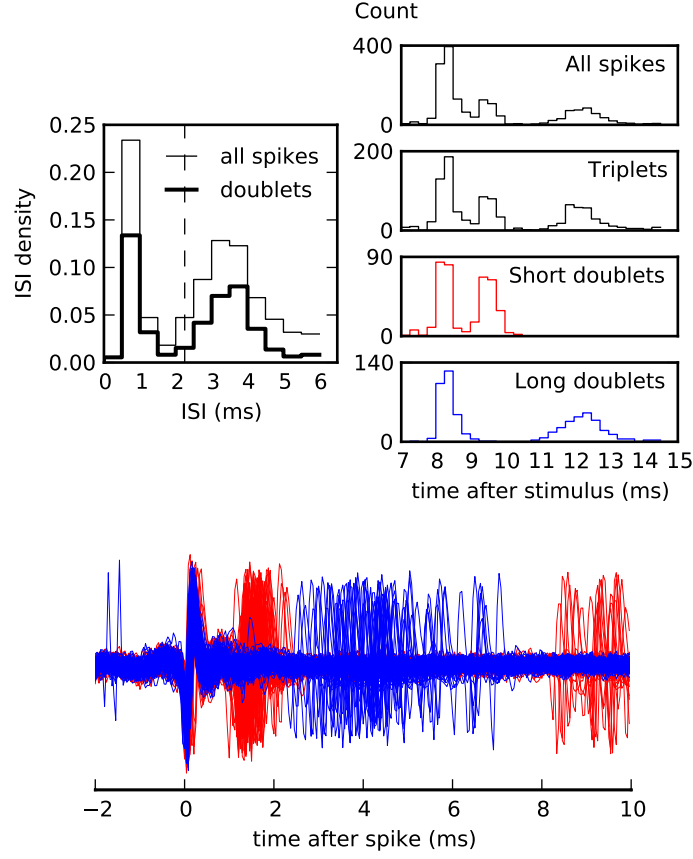 Count
400
All spikes
0
200
Triplets
0
90
Short doublets
0
140
Long doublets
0
7 8 9 10 11 12 13 14 15
time after stimulus (ms)
0.25
0.20
0.15
0.10
0.05
0.00
ISI density
all spikes
doublets
0 1 2 3 4 5 6
ISI (ms)
−2 0 2 4 6 8 10
time after spike (ms)